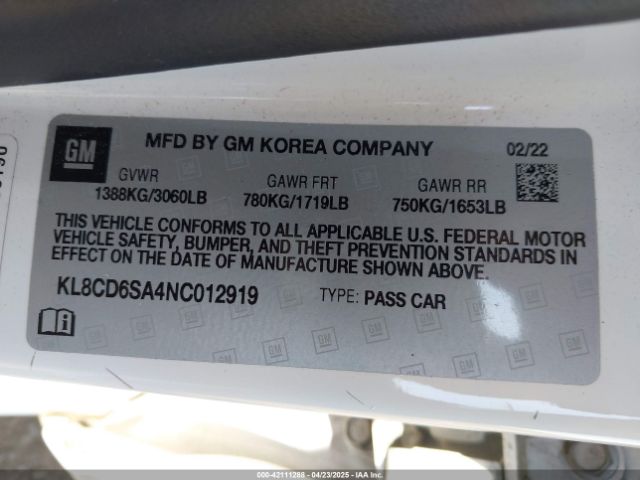 GM
MFD BY GM KOREA COMPANY 02/22
GVWR GAWR FRT GAWR RR
1388KG/3060LB 780KG/1719LB 750KG/1653LB
THIS VEHICLE CONFORMS TO ALL APPLICABLE U.S. FEDERAL MOTOR
VEHICLE SAFETY, BUMPER, AND THEFT PREVENTION STANDARDS IN
EFFECT ON THE DATE OF MANUFACTURE SHOWN ABOVE.
KL8CD6SA4NC012919 TYPE: PASS CAR
000-42111288 - 04/23/2025 - IAA Inc.